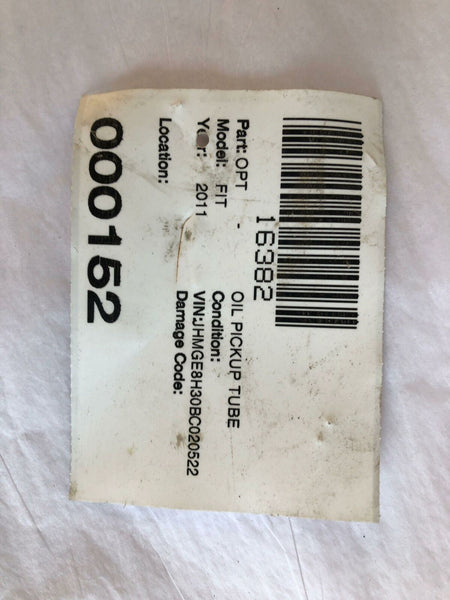 16382
Part: OPT - OIL PICKUP TUBE
Model: FIT Condition:
Year: 2011 VIN:JHMGE8H30BC020522
Damage Code:
Location:
000152